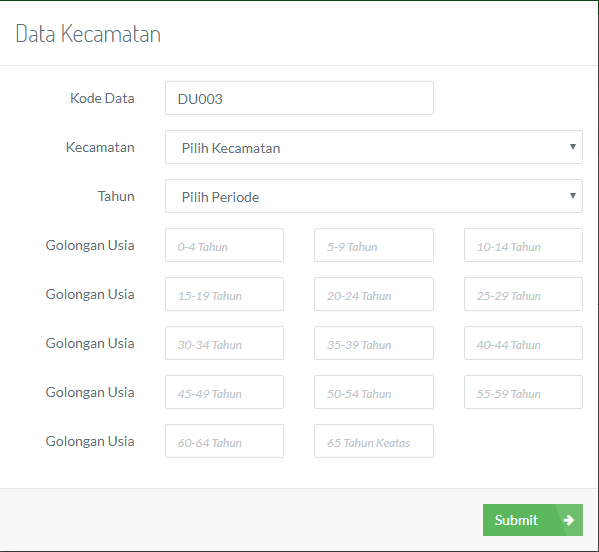 Data Kecamatan
Kode Data DU003
Kecamatan Pilih Kecamatan
Tahun Pilih Periode
Golongan Usia 0-4 Tahun 5-9 Tahun 10-14 Tahun
Golongan Usia 15-19 Tahun 20-24 Tahun 25-29 Tahun
Golongan Usia 30-34 Tahun 35-39 Tahun 40-44 Tahun
Golongan Usia 45-49 Tahun 50-54 Tahun 55-59 Tahun
Golongan Usia 60-64 Tahun 65 Tahun Keatas
Submit